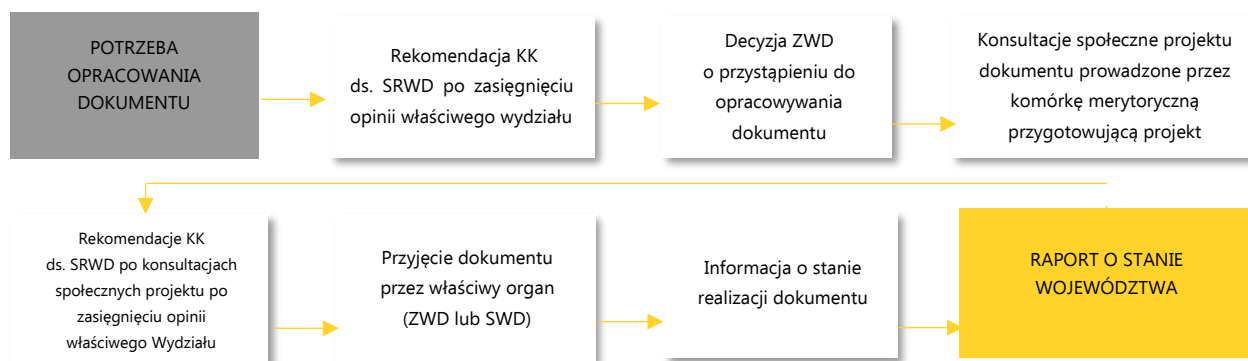 POTRZEBA
OPRACOWANIA
DOKUMENTU
Rekomendacja KK
ds. SRWD po zasięgnięciu
opinii właściwego wydziału
Decyzja ZWD
o przystąpieniu do
opracowywania
dokumentu
Konsultacje społeczne projektu
dokumentu prowadzone przez
komórkę merytoryczną
przygotowującą projekt
Rekomendacje KK
ds. SRWD po konsultacjach
społecznych projektu po
zasięgnięciu opinii
właściwego Wydziału
Przyjęcie dokumentu
przez właściwy organ
(ZWD lub SWD)
Informacja o stanie
realizacji dokumentu
RAPORT O STANIE
WOJEWÓDZTWA